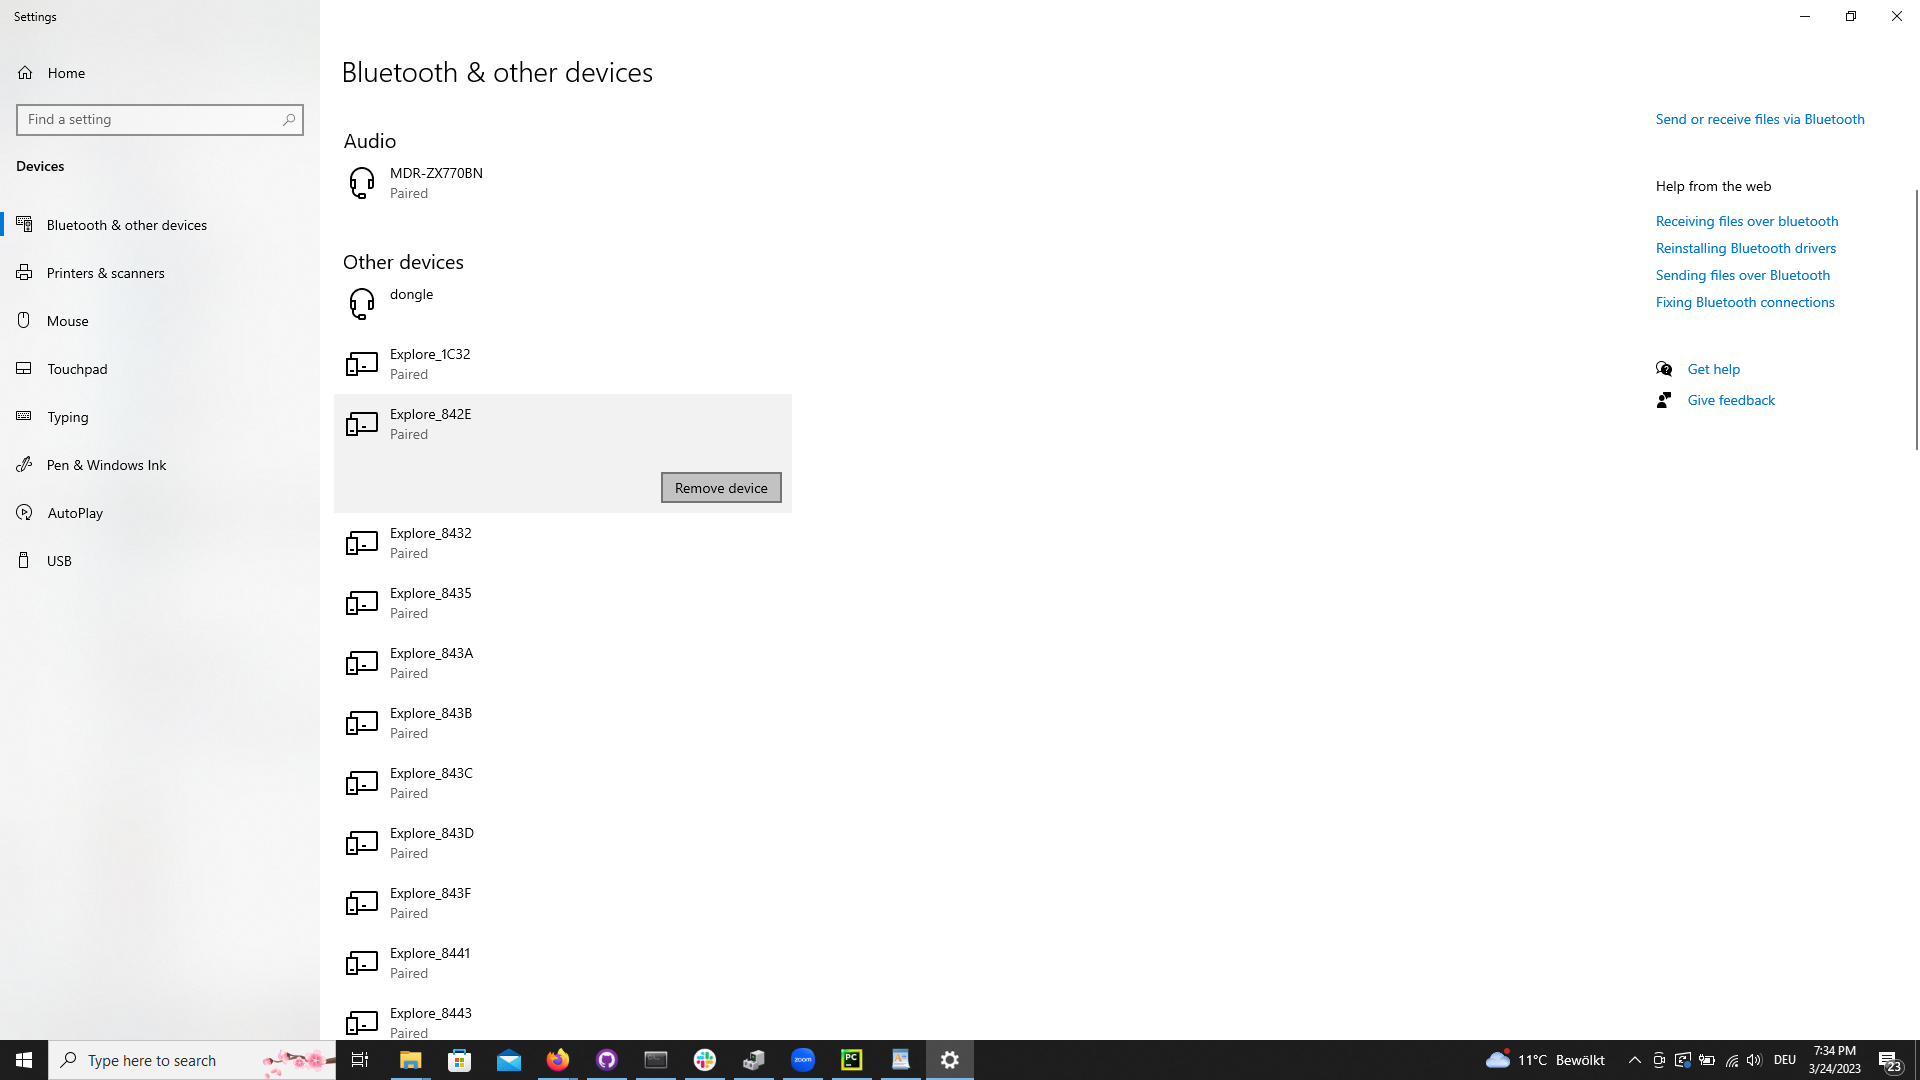 Settings
Home
Find a setting
Devices
Bluetooth & other devices
Printers & scanners
Mouse
Touchpad
Typing
Pen & Windows Ink
AutoPlay
USB
Bluetooth & other devices
Audio
MDR-ZX770BN
Paired
Other devices
dongle
Explore_1C32
Paired
Explore_842E
Paired
Remove device
Explore_8432
Paired
Explore_8435
Paired
Explore_843A
Paired
Explore_843B
Paired
Explore_843C
Paired
Explore_843D
Paired
Explore_843F
Paired
Explore_8441
Paired
Explore_8443
Paired
Send or receive files via Bluetooth
Help from the web
Receiving files over bluetooth
Reinstalling Bluetooth drivers
Sending files over Bluetooth
Fixing Bluetooth connections
Get help
Give feedback
Type here to search
zoom
PC
11°C Bewölkt
DEU
7:34 PM
3/24/2023
23